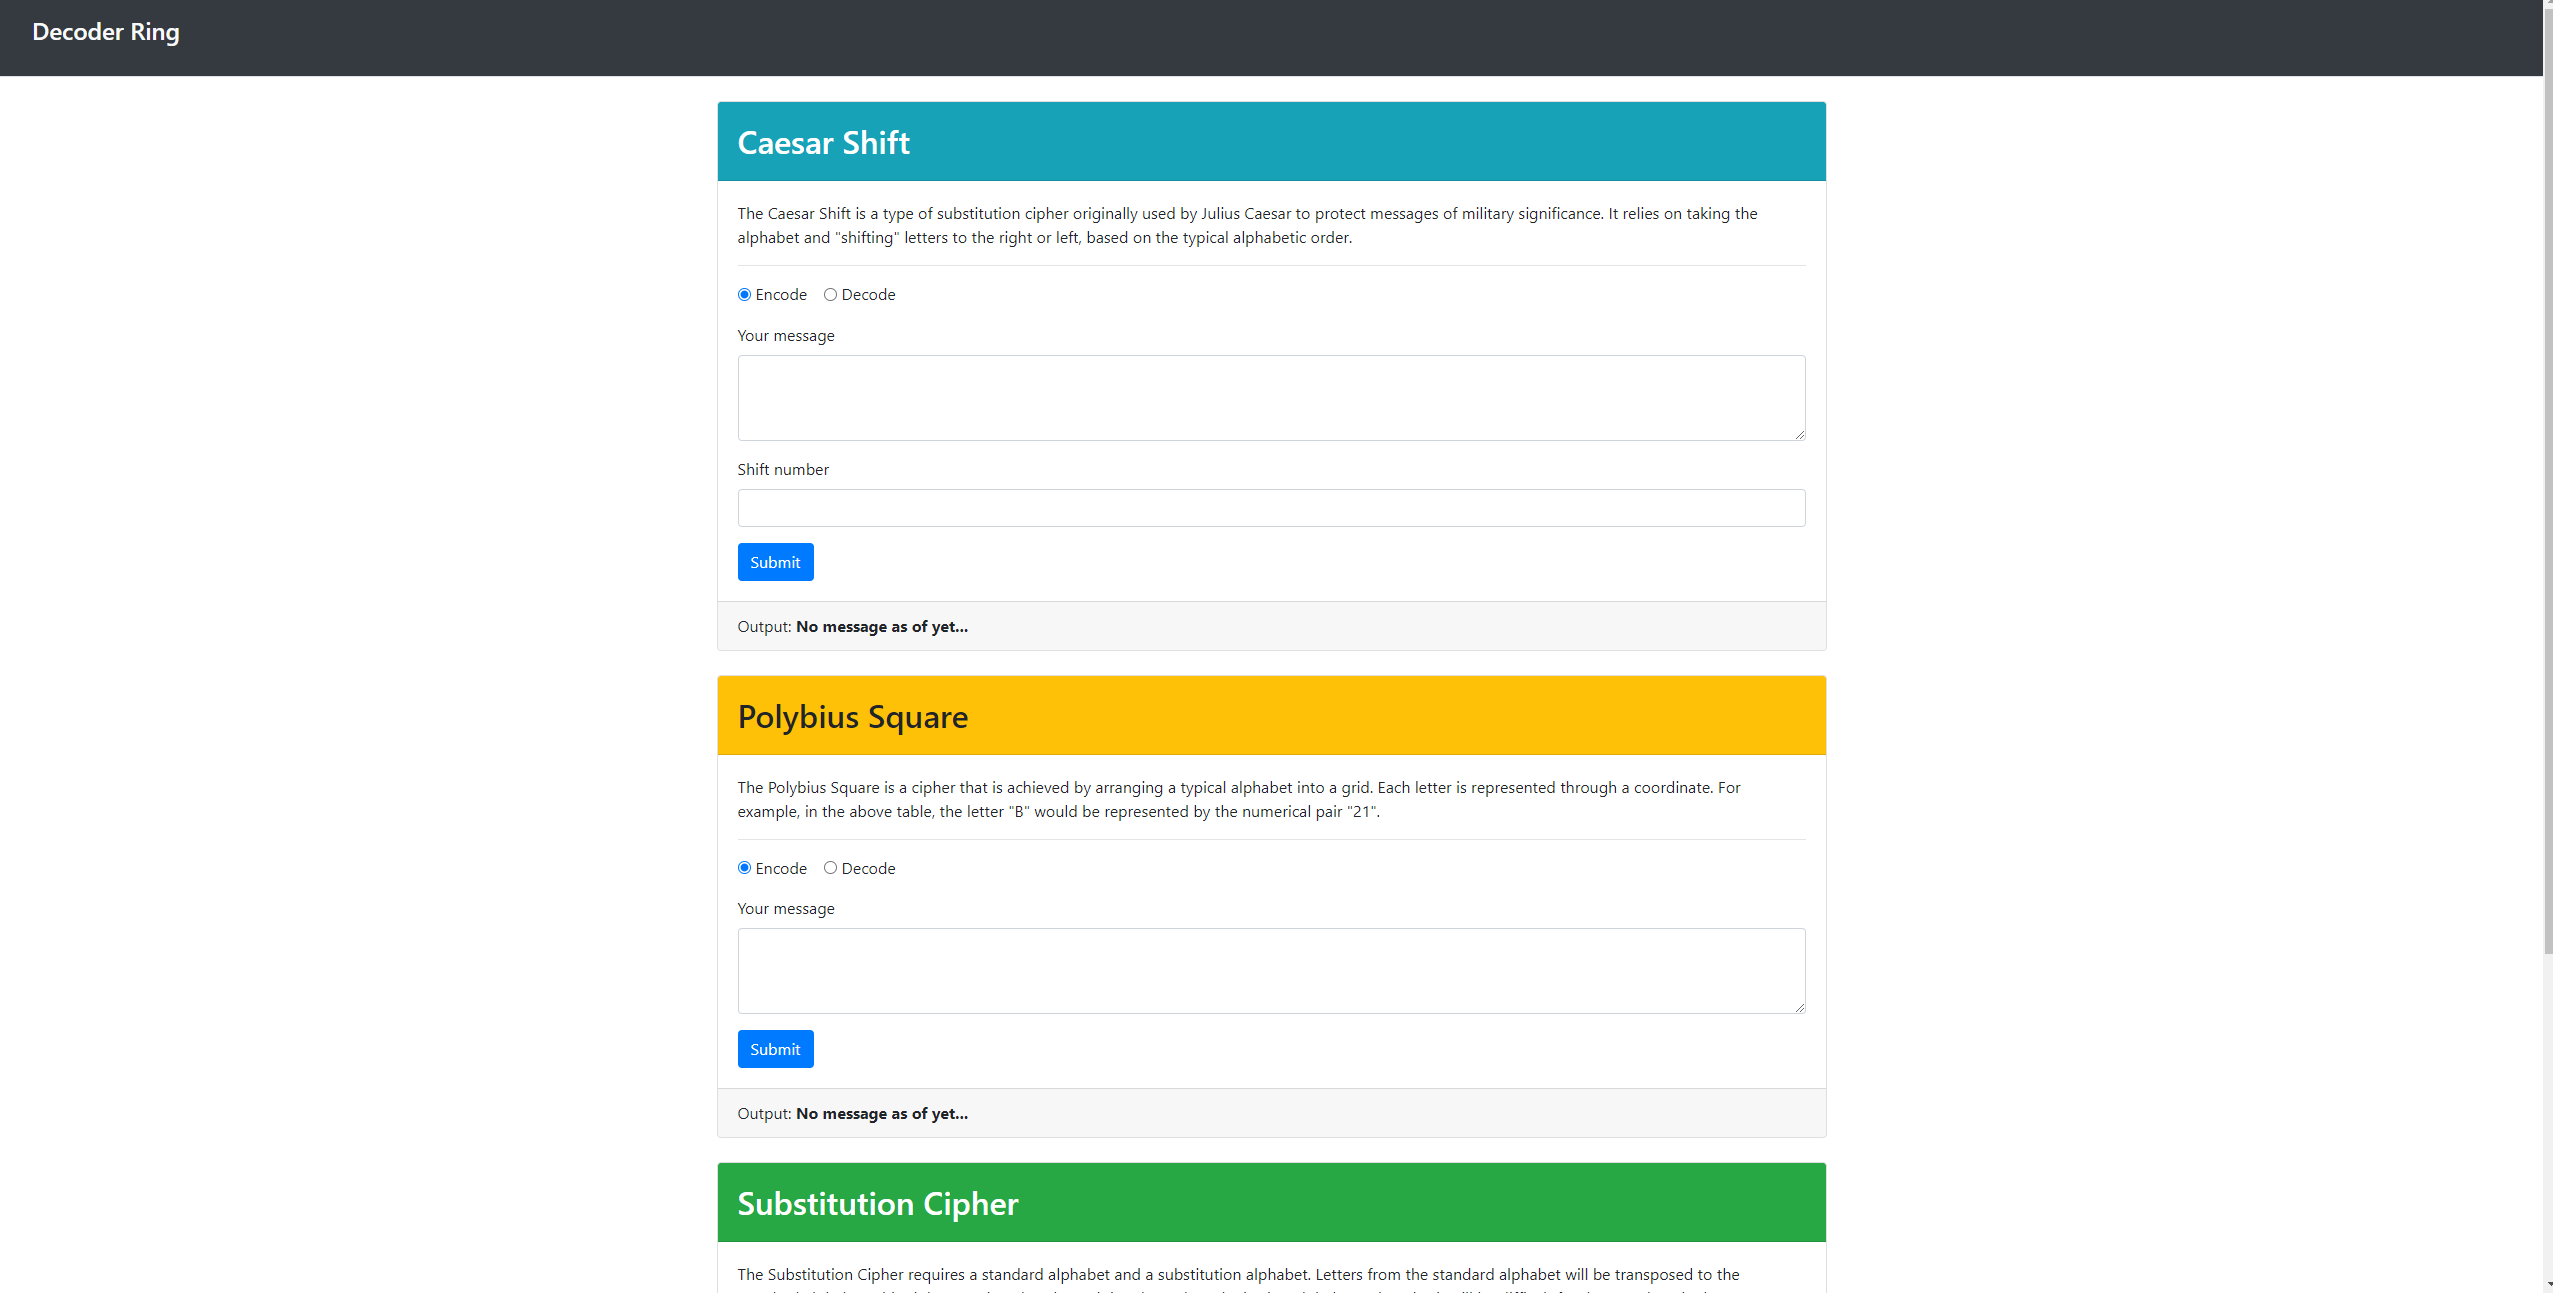 Decoder Ring
Caesar Shift
The Caesar Shift is a type of substitution cipher originally used by Julius Caesar to protect messages of military significance. It relies on taking the
alphabet and "shifting" letters to the right or left, based on the typical alphabetic order.
Encode Decode
Your message
Shift number
Submit
Output: No message as of yet...
Polybius Square
The Polybius Square is a cipher that is achieved by arranging a typical alphabet into a grid. Each letter is represented through a coordinate. For
example, in the above table, the letter "B" would be represented by the numerical pair "21".
Encode Decode
Your message
Submit
Output: No message as of yet...
Substitution Cipher
The Substitution Cipher requires a standard alphabet and a substitution alphabet. Letters from the standard alphabet will be transposed to the